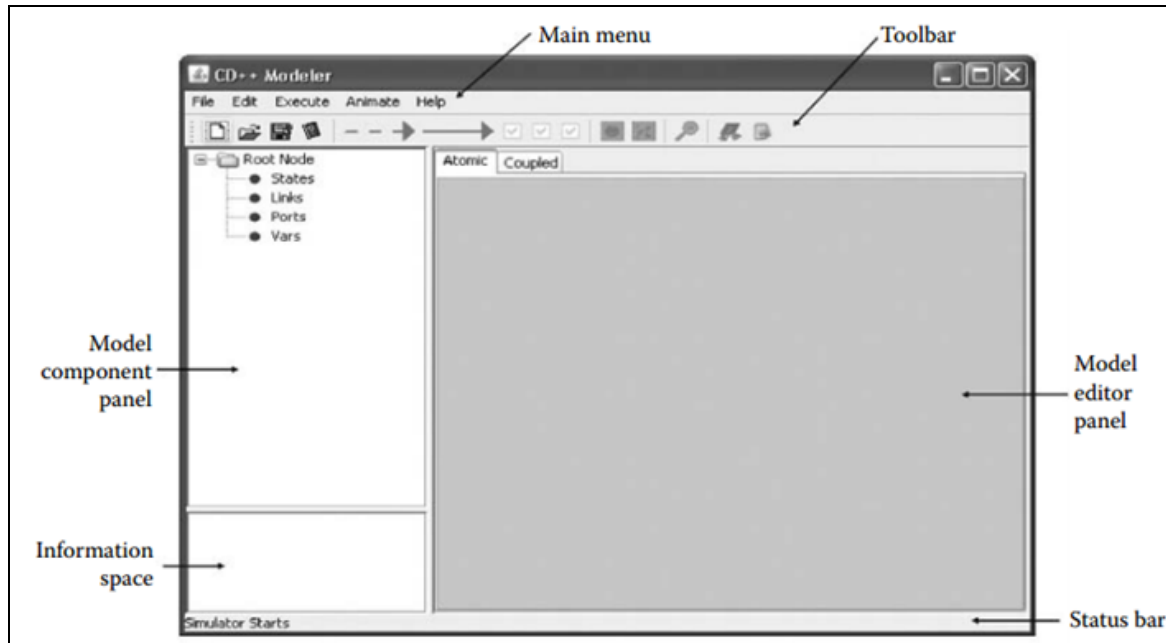 Main menu
Toolbar
CD++ Modeler
File Edit Execute Animate Help
Root Node
States
Links
Ports
Vars
Atomic Coupled
Model
component
panel
Model
editor
panel
Information
space
Simulator Starts
Status bar